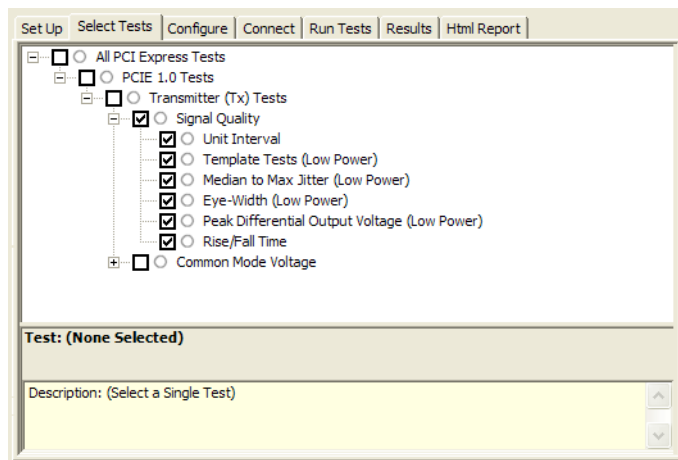 Set Up Select Tests Configure Connect Run Tests Results Html Report
All PCI Express Tests
PCIE 1.0 Tests
Transmitter (Tx) Tests
Signal Quality
Unit Interval
Template Tests (Low Power)
Median to Max Jitter (Low Power)
Eye-Width (Low Power)
Peak Differential Output Voltage (Low Power)
Rise/Fall Time
Common Mode Voltage
Test: (None Selected)
Description: (Select a Single Test)